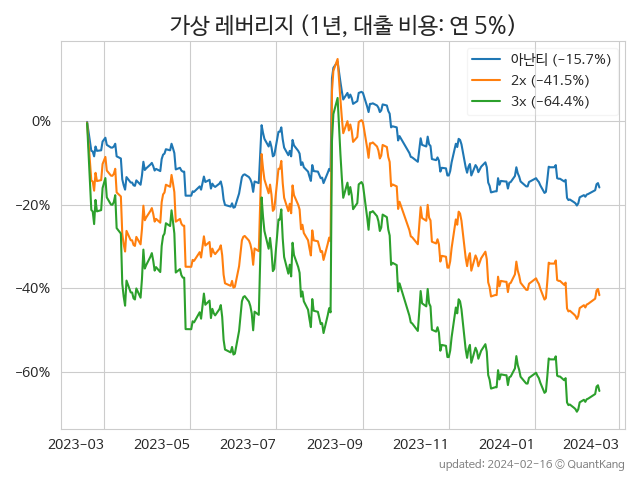 가상 레버리지 (1년, 대출 비용: 연 5%)
아난티 (−15.7%)
2x (−41.5%)
3x (−64.4%)
0%
−20%
−40%
−60%
2023-03 2023-05 2023-07 2023-09 2023-11 2024-01 2024-03
updated: 2024-02-16 © QuantKang